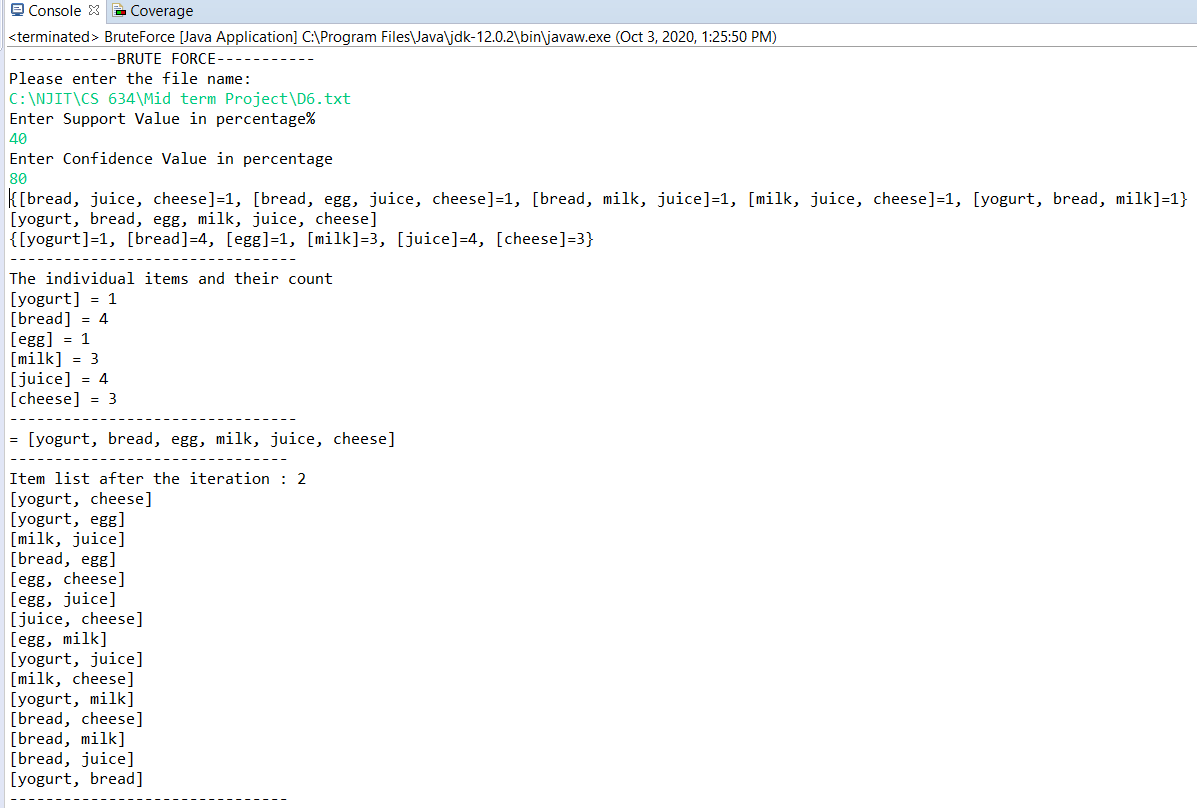 Console Coverage
<terminated> BruteForce [Java Application] C:\Program Files\Java\jdk-12.0.2\bin\javaw.exe (Oct 3, 2020, 1:25:50 PM)
------------BRUTE FORCE-----------
Please enter the file name:
C:\NJIT\CS 634\Mid term Project\D6.txt
Enter Support Value in percentage%
40
Enter Confidence Value in percentage
80
{[bread, juice, cheese]=1, [bread, egg, juice, cheese]=1, [bread, milk, juice]=1, [milk, juice, cheese]=1, [yogurt, bread, milk]=1}
[yogurt, bread, egg, milk, juice, cheese]
{[yogurt]=1, [bread]=4, [egg]=1, [milk]=3, [juice]=4, [cheese]=3}
--------------------------------
The individual items and their count
[yogurt] = 1
[bread] = 4
[egg] = 1
[milk] = 3
[juice] = 4
[cheese] = 3
--------------------------------
= [yogurt, bread, egg, milk, juice, cheese]
-------------------------------
Item list after the iteration : 2
[yogurt, cheese]
[yogurt, egg]
[milk, juice]
[bread, egg]
[egg, cheese]
[egg, juice]
[juice, cheese]
[egg, milk]
[yogurt, juice]
[milk, cheese]
[yogurt, milk]
[bread, cheese]
[bread, milk]
[bread, juice]
[yogurt, bread]
-------------------------------